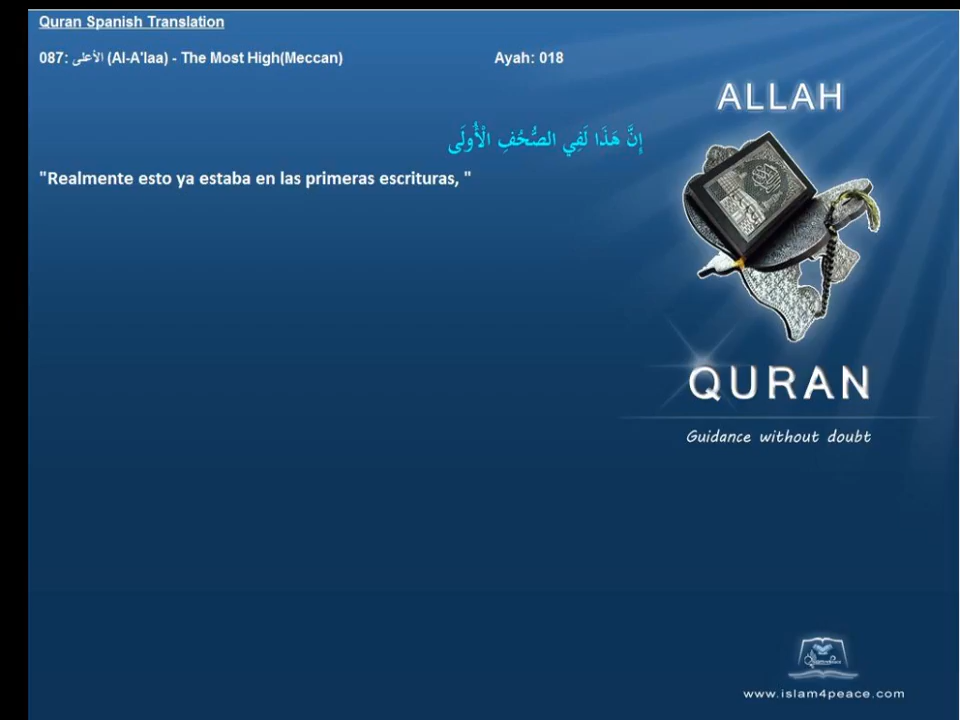 Quran Spanish Translation
087: الأعلى (Al-A'laa) - The Most High(Meccan) Ayah: 018
ALLAH
إِنَّ هَذَا لَفِي الصُّحُفِ الْأُولَى
"Realmente esto ya estaba en las primeras escrituras, "
QURAN
Guidance without doubt
www.islam4peace.com